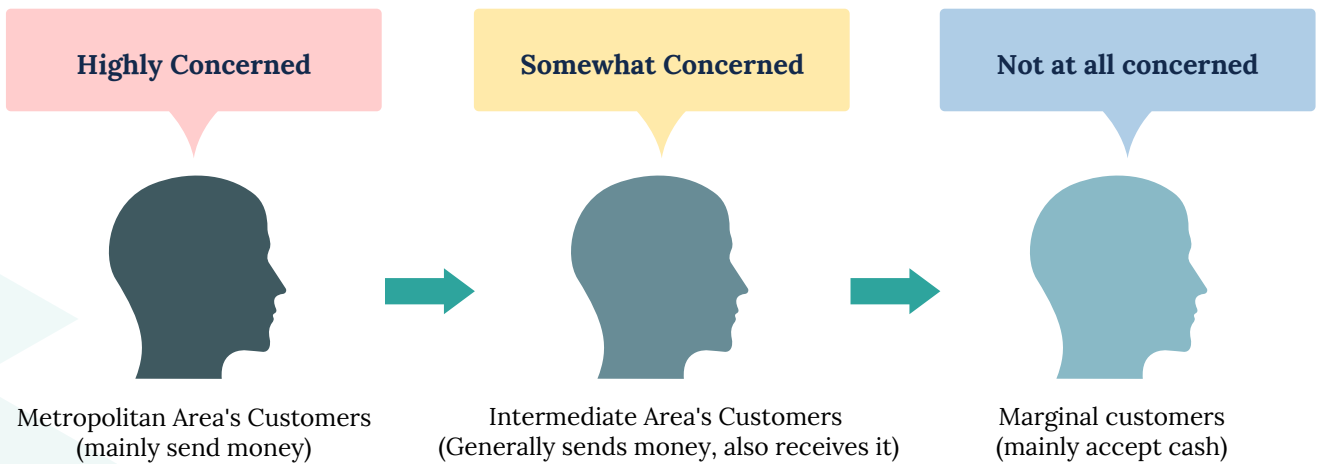 Highly Concerned
Somewhat Concerned
Not at all concerned
Metropolitan Area's Customers
(mainly send money)
Intermediate Area's Customers
(Generally sends money, also receives it)
Marginal customers
(mainly accept cash)